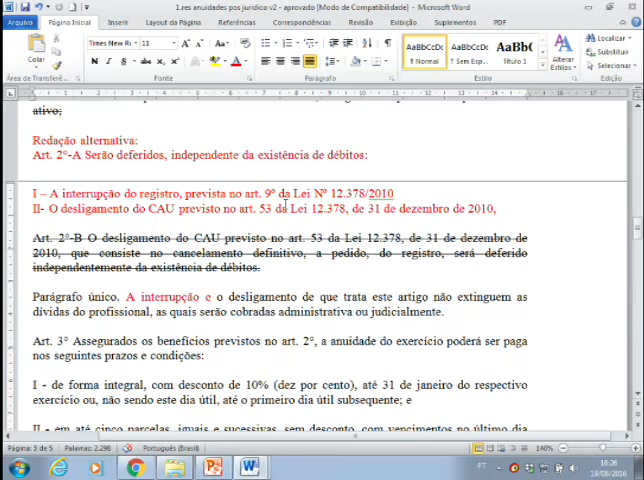 1.res anuidades pos juridico v2 - aprovado [Modo de Compatibilidade] - Microsoft Word
Arquivo Página Inicial Inserir Layout da Página Referências Correspondências Revisão Exibição Suplementos PDF
Colar
Times New Ro 11
AaBbCcDc AaBbCcDc AaBbC
¶ Normal ¶ Sem Esp... Título 1
Alterar Estilos
Localizar
Substituir
Selecionar
Área de Transferê... Fonte Parágrafo Estilo Edição
ativo;
Redação alternativa:
Art. 2°-A Serão deferidos, independente da existência de débitos:
I – A interrupção do registro, prevista no art. 9º da Lei Nº 12.378/2010
II- O desligamento do CAU previsto no art. 53 da Lei 12.378, de 31 de dezembro de 2010,
Art. 2°-B O desligamento do CAU previsto no art. 53 da Lei 12.378, de 31 de dezembro de
2010, que consiste no cancelamento definitivo, a pedido, do registro, será deferido
independentemente da existência de débitos.
Parágrafo único. A interrupção e o desligamento de que trata este artigo não extinguem as
dívidas do profissional, as quais serão cobradas administrativa ou judicialmente.
Art. 3° Assegurados os benefícios previstos no art. 2°, a anuidade do exercício poderá ser paga
nos seguintes prazos e condições:
I - de forma integral, com desconto de 10% (dez por cento), até 31 de janeiro do respectivo
exercício ou, não sendo este dia útil, até o primeiro dia útil subsequente; e
II - em até cinco parcelas, iguais e sucessivas, sem desconto, com vencimentos no último dia
Página: 3 de 5 Palavras: 2.298 Português (Brasil) 140%
PT 16:26
19/08/2016